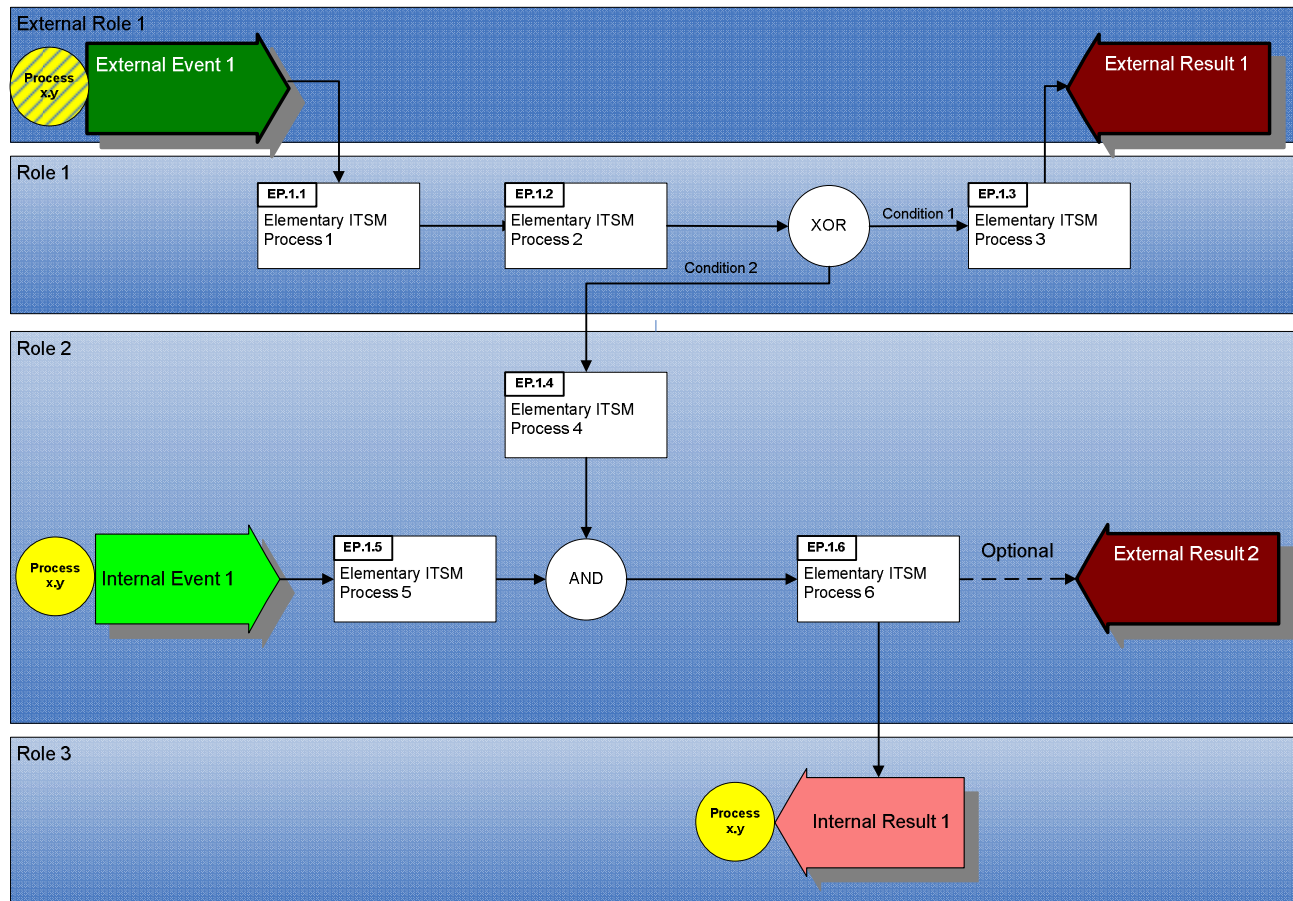 External Role 1
Process
x.y
External Event 1
External Result 1
Role 1
EP.1.1
Elementary ITSM
Process 1
EP.1.2
Elementary ITSM
Process 2
XOR
Condition 1
EP.1.3
Elementary ITSM
Process 3
Condition 2
Role 2
EP.1.4
Elementary ITSM
Process 4
Process
x.y
Internal Event 1
EP.1.5
Elementary ITSM
Process 5
AND
EP.1.6
Elementary ITSM
Process 6
Optional
External Result 2
Role 3
Process
x.y
Internal Result 1